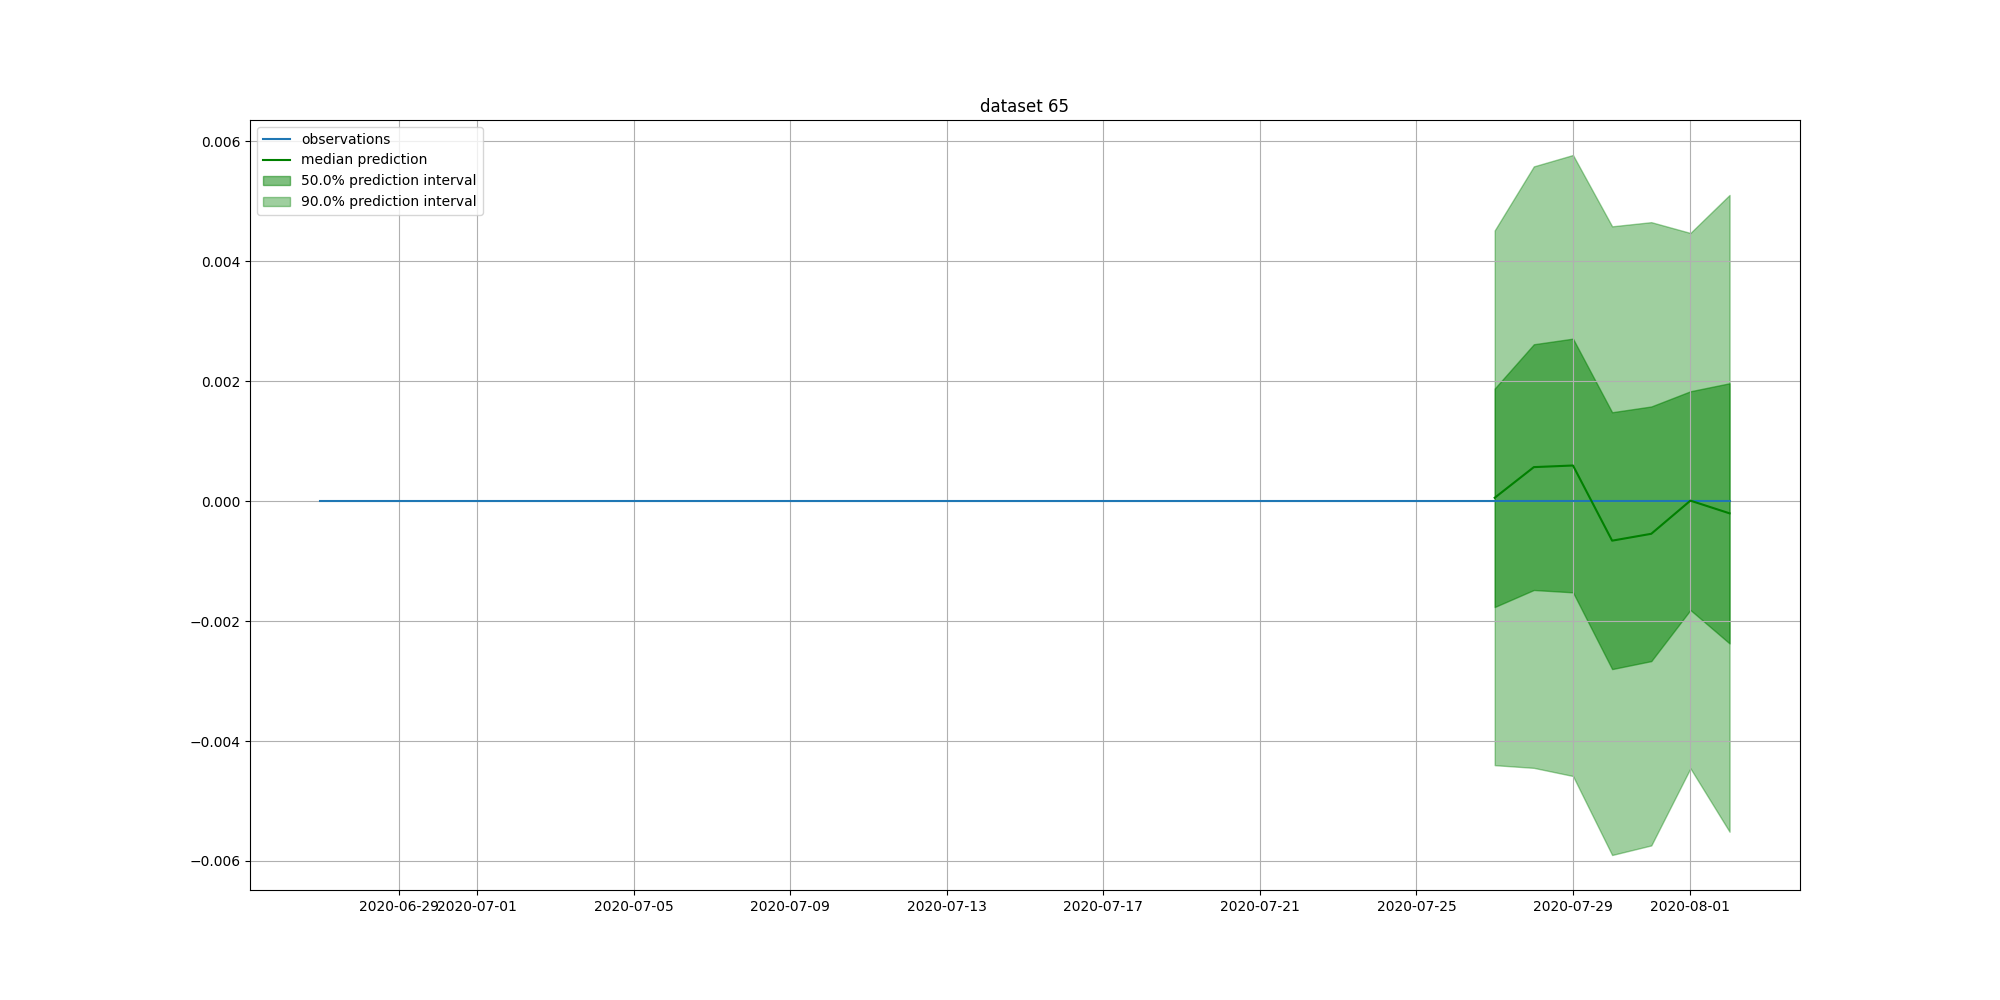 dataset 65
observations
median prediction
50.0% prediction interval
90.0% prediction interval
0.006
0.004
0.002
0.000
−0.002
−0.004
−0.006
2020-06-29 2020-07-01 2020-07-05 2020-07-09 2020-07-13 2020-07-17 2020-07-21 2020-07-25 2020-07-29 2020-08-01